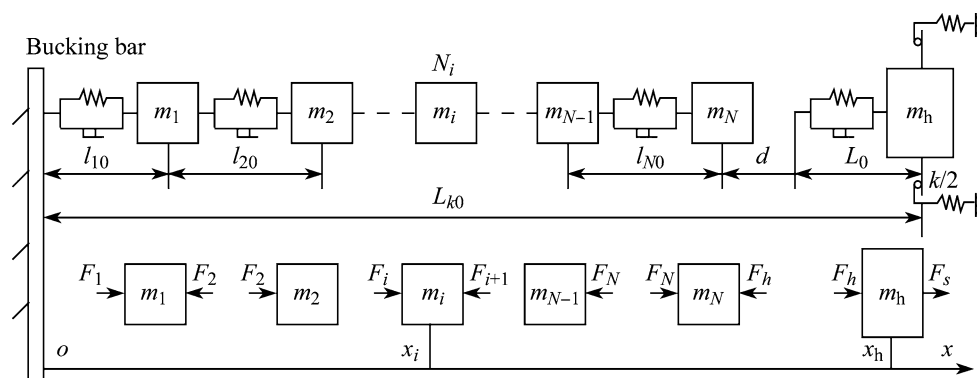 Bucking bar
N_i
m_1 m_2 m_i m_{N-1} m_N m_h
l_{10} l_{20} l_{N0} d L_0 k/2
L_{k0}
F_1 F_2 F_2 F_i F_{i+1} F_N F_N F_h F_h F_s
m_1 m_2 m_i m_{N-1} m_N m_h
o x_i x_h x